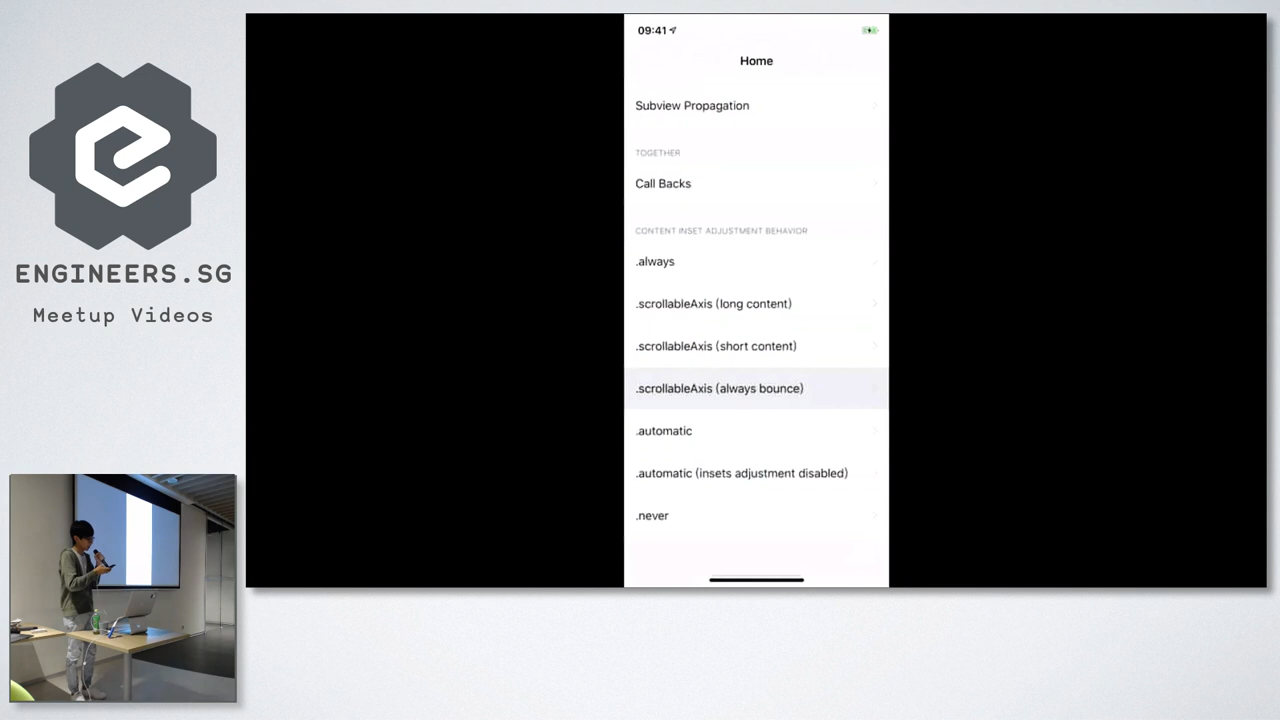 ENGINEERS.SG
Meetup Videos
09:41
Home
Subview Propagation
TOGETHER
Call Backs
CONTENT INSET ADJUSTMENT BEHAVIOR
.always
.scrollableAxis (long content)
.scrollableAxis (short content)
.scrollableAxis (always bounce)
.automatic
.automatic (insets adjustment disabled)
.never